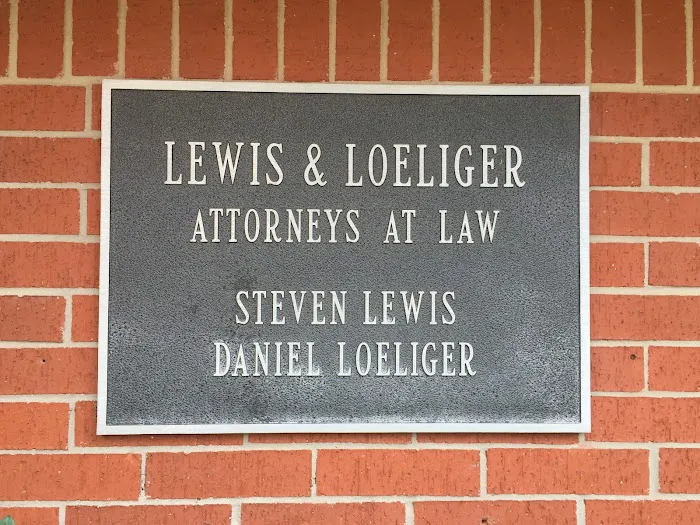 LEWIS & LOELIGER
ATTORNEYS AT LAW
STEVEN LEWIS
DANIEL LOELIGER